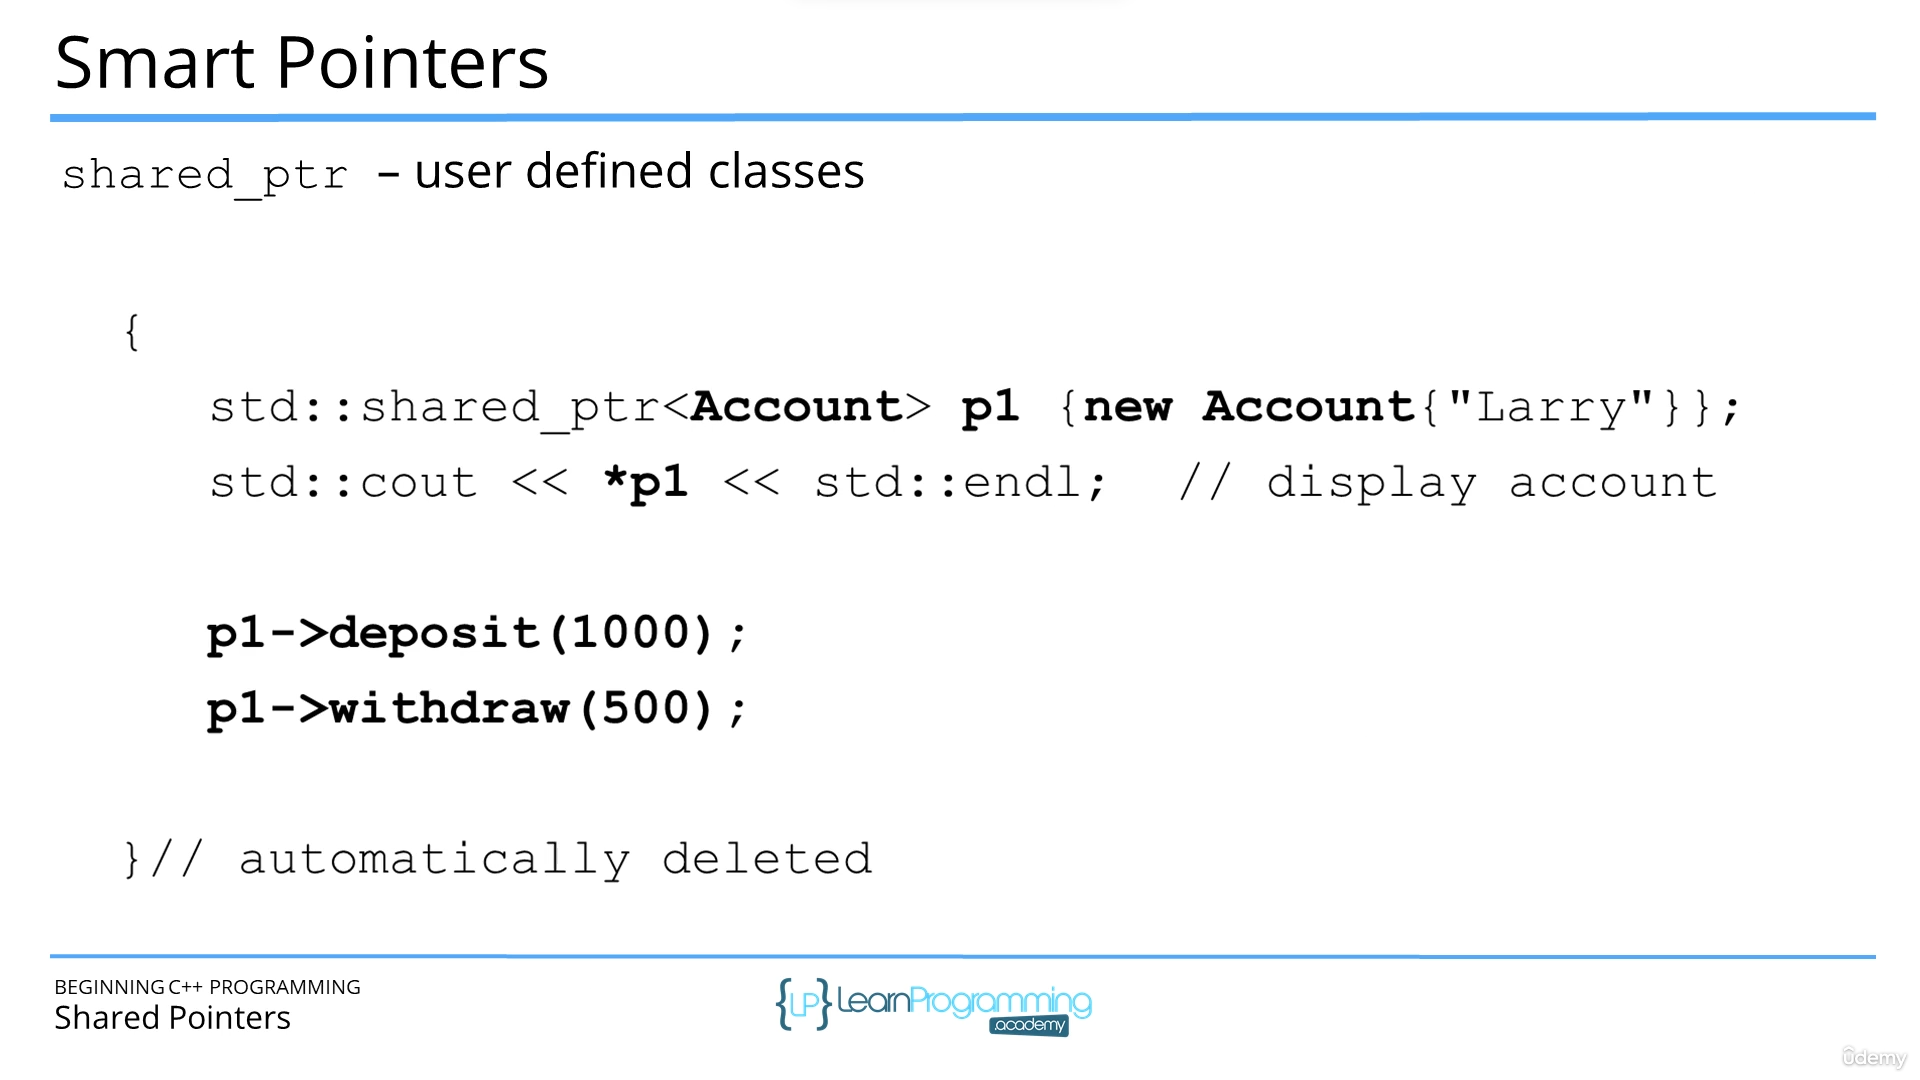 Smart Pointers
shared_ptr – user defined classes
{
std::shared_ptr<Account> p1 {new Account{"Larry"}};
std::cout << *p1 << std::endl;  // display account
p1->deposit(1000);
p1->withdraw(500);
}// automatically deleted
BEGINNING C++ PROGRAMMING
Shared Pointers
{LP} LearnProgramming
.academy
ûdemy